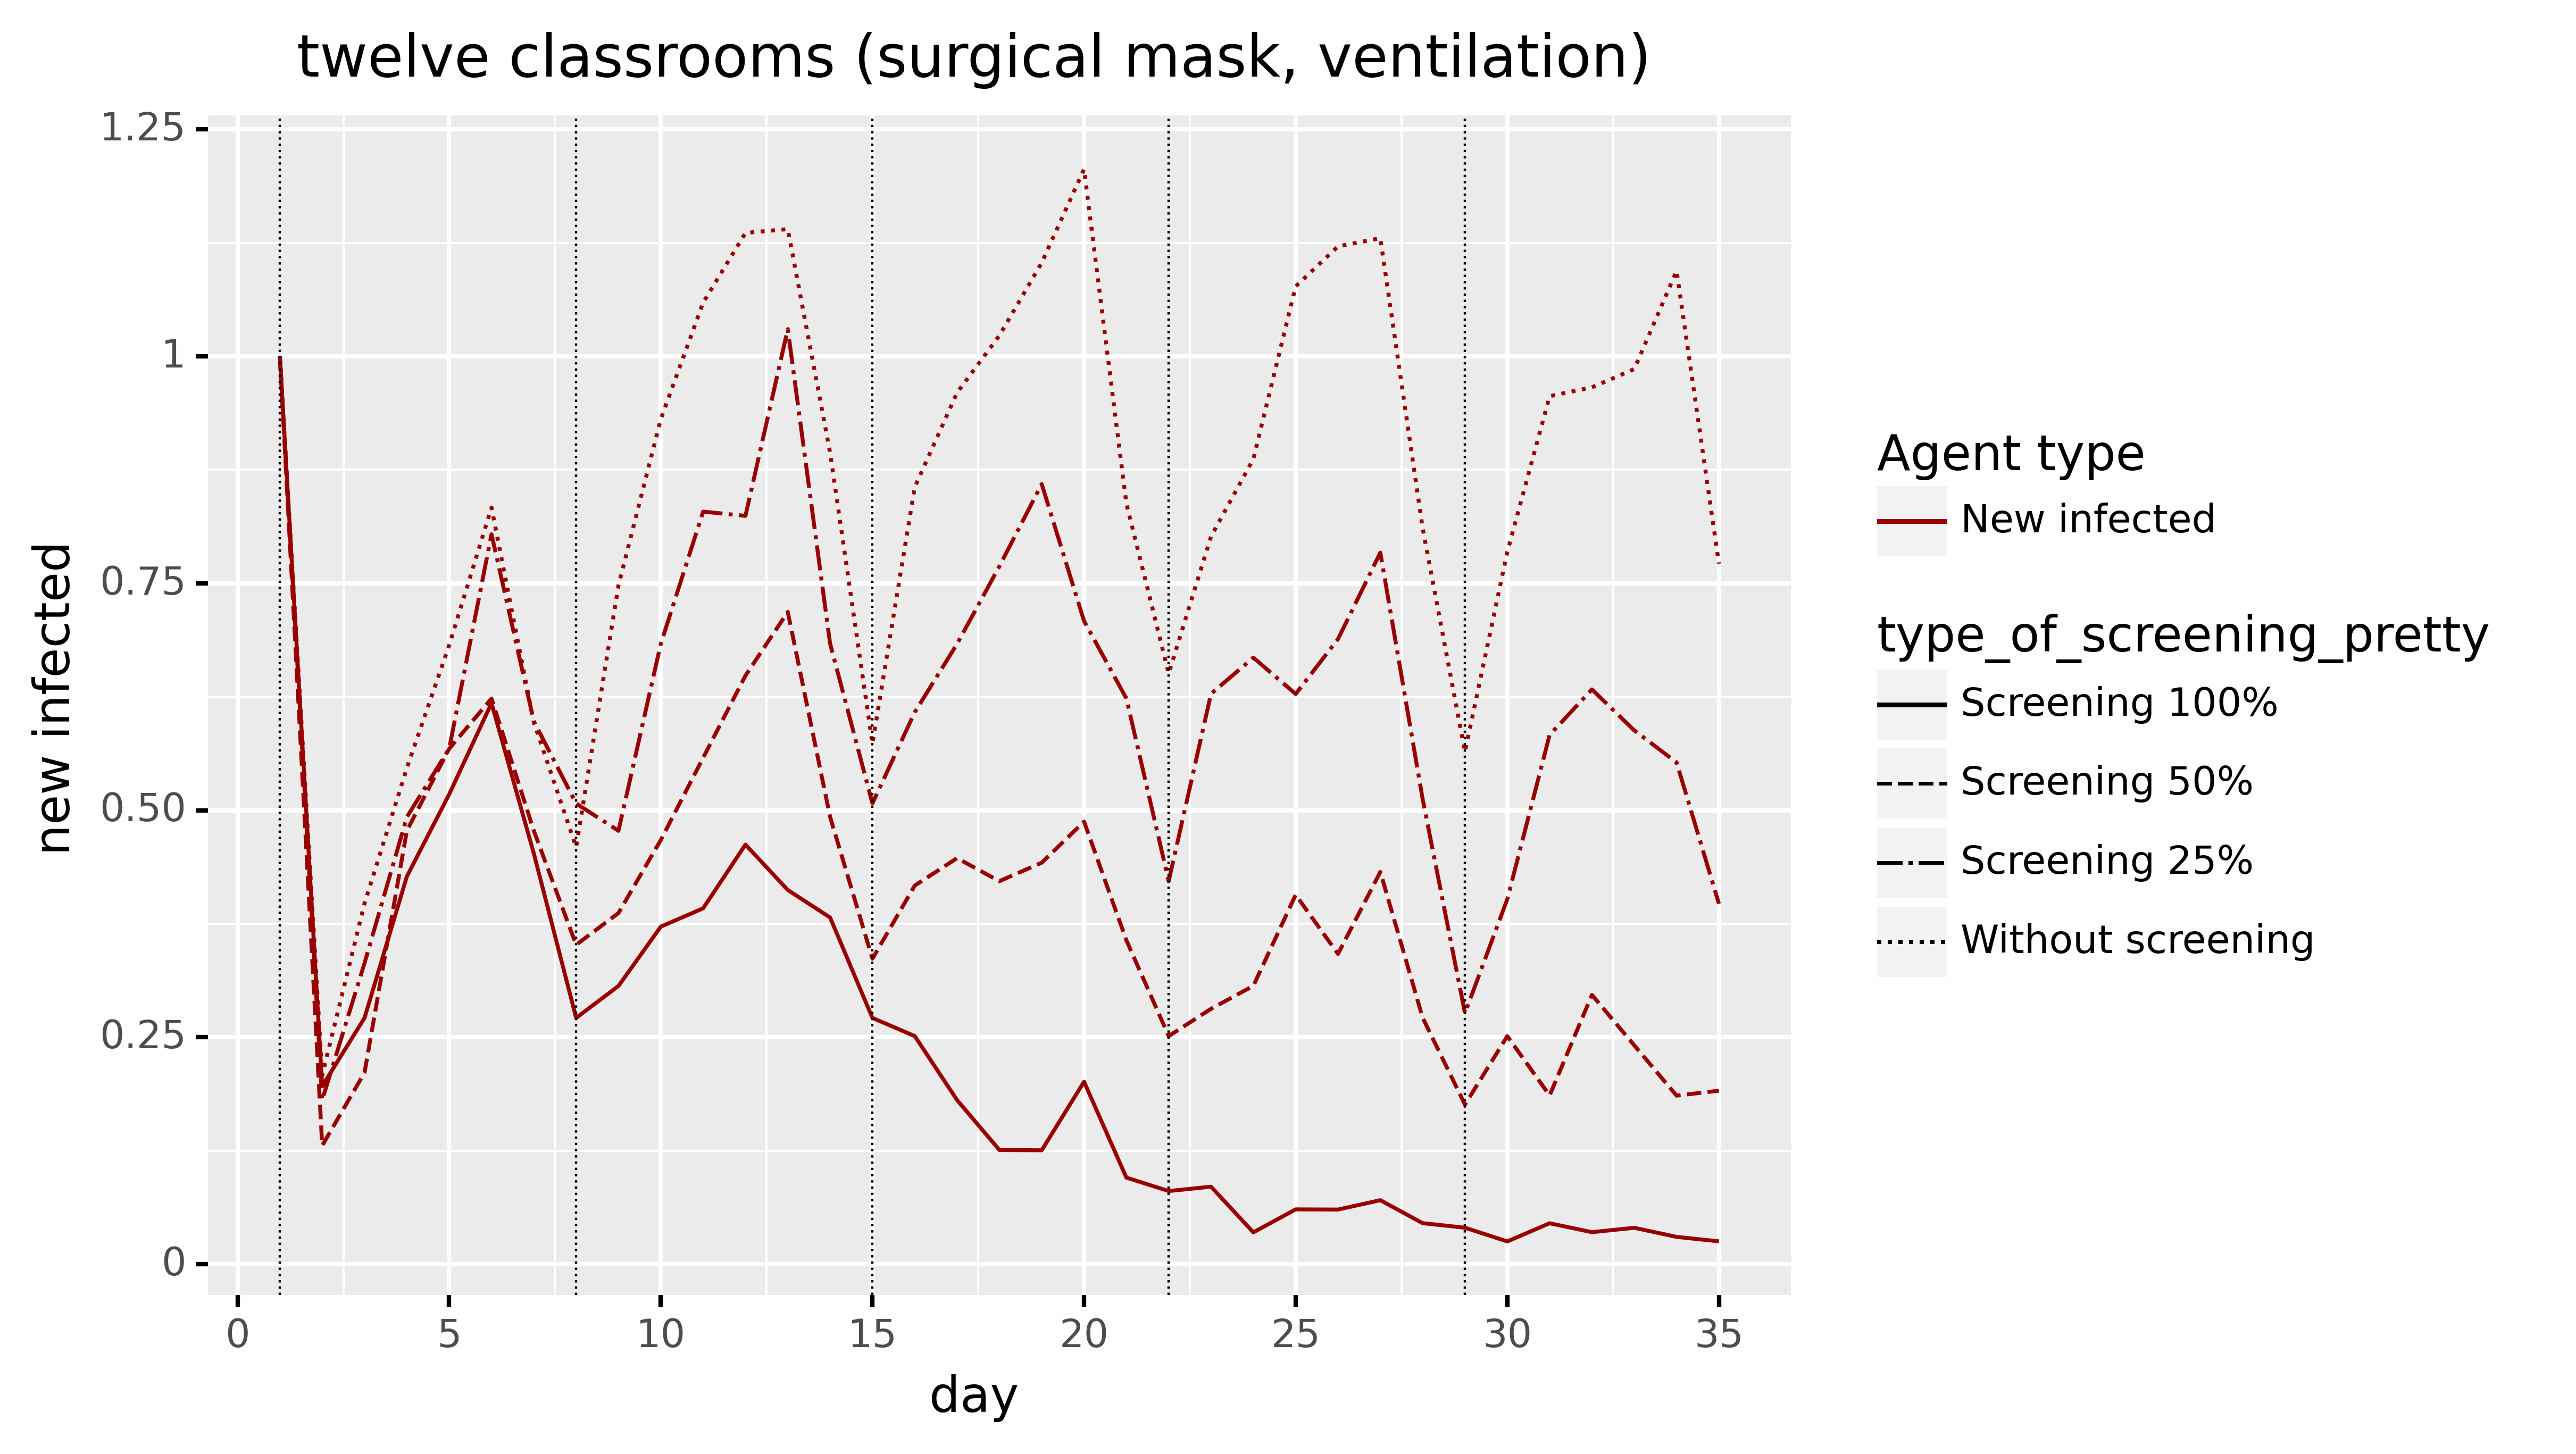 twelve classrooms (surgical mask, ventilation)
1.25
1
0.75
0.50
0.25
0
new infected
0 5 10 15 20 25 30 35
day
Agent type
New infected
type_of_screening_pretty
Screening 100%
Screening 50%
Screening 25%
Without screening